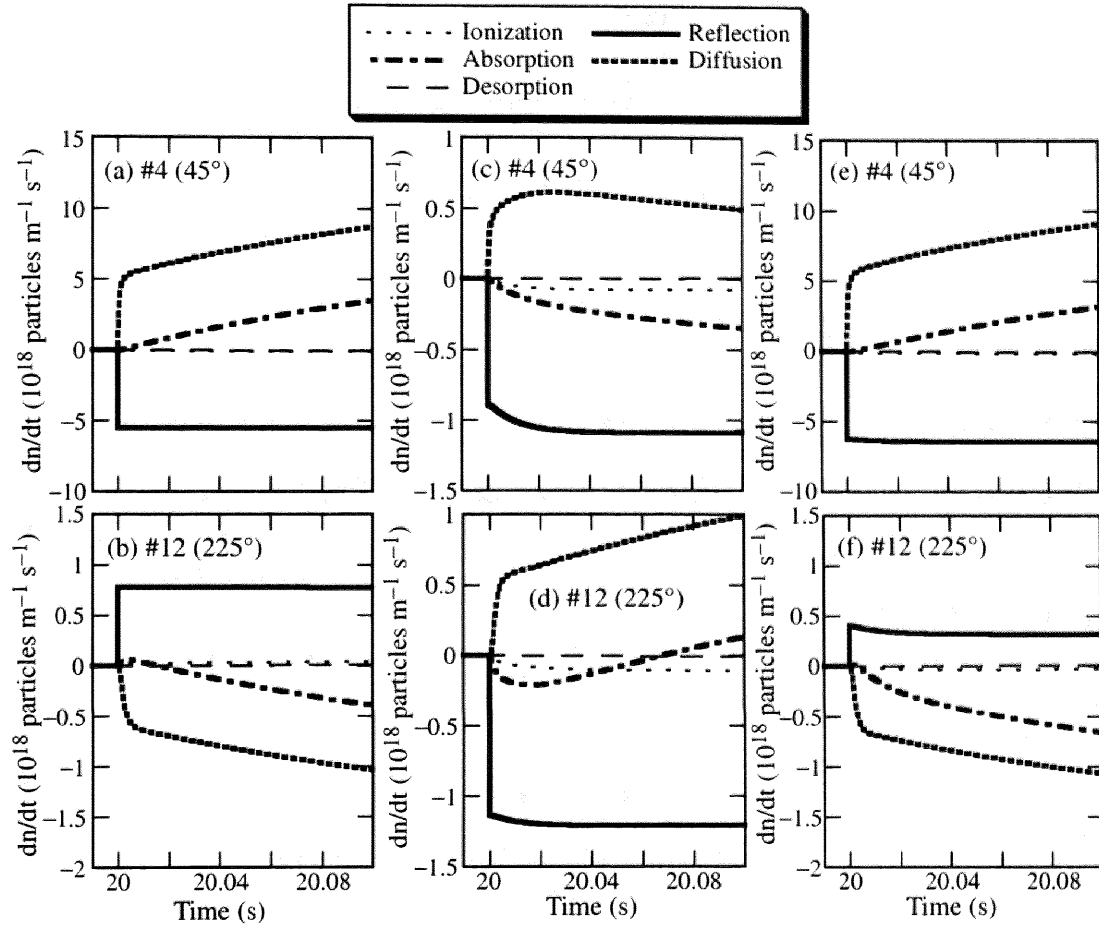 Ionization Reflection
Absorption Diffusion
Desorption
(a) #4 (45°)
dn/dt (10^18 particles m^−1 s^−1)
15
10
5
0
−5
−10
(c) #4 (45°)
dn/dt (10^18 particles m^−1 s^−1)
1
0.5
0
−0.5
−1
−1.5
(e) #4 (45°)
dn/dt (10^18 particles m^−1 s^−1)
15
10
5
0
−5
−10
(b) #12 (225°)
dn/dt (10^18 particles m^−1 s^−1)
1.5
1
0.5
0
−0.5
−1
−1.5
−2
20 20.04 20.08
Time (s)
(d) #12 (225°)
dn/dt (10^18 particles m^−1 s^−1)
1
0.5
0
−0.5
−1
−1.5
20 20.04 20.08
Time (s)
(f) #12 (225°)
dn/dt (10^18 particles m^−1 s^−1)
1.5
1
0.5
0
−0.5
−1
−1.5
−2
20 20.04 20.08
Time (s)